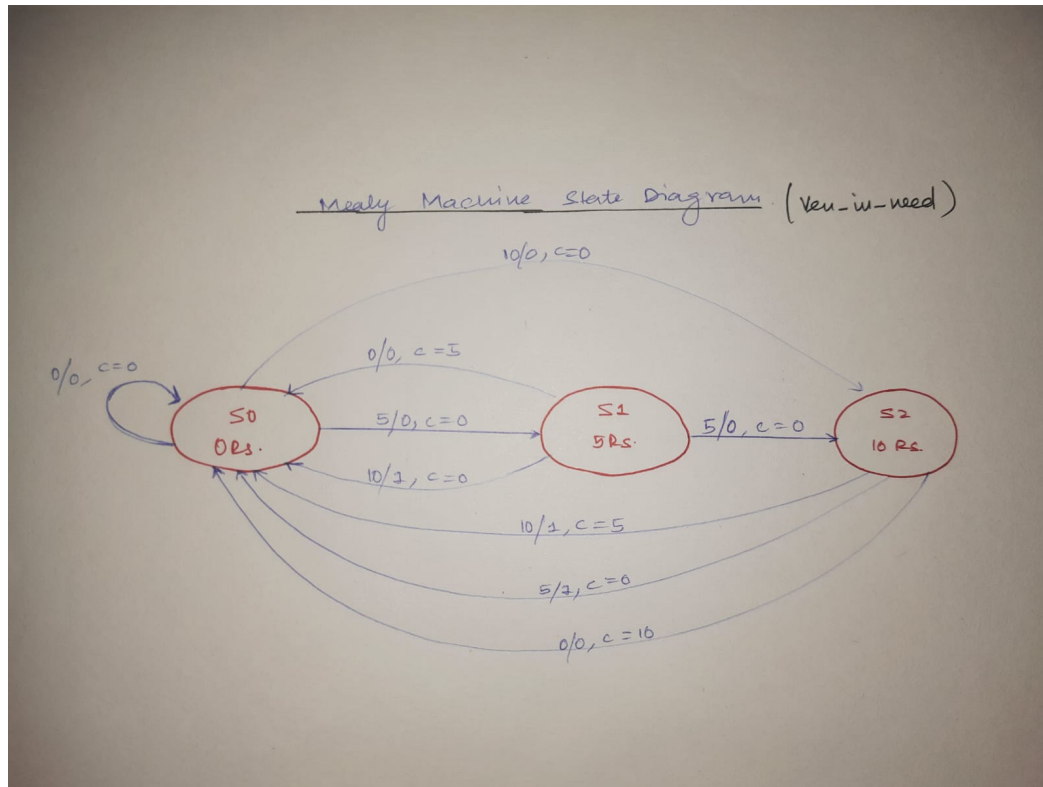 Mealy Machine State Diagram. (Ven-in-need)
10/0, c=0
0/0, c=0
0/0, c=5
S0
0Rs.
5/0, c=0
S1
5Rs.
5/0, c=0
S2
10 Rs.
10/1, c=0
10/1, c=5
5/1, c=0
0/0, c=10